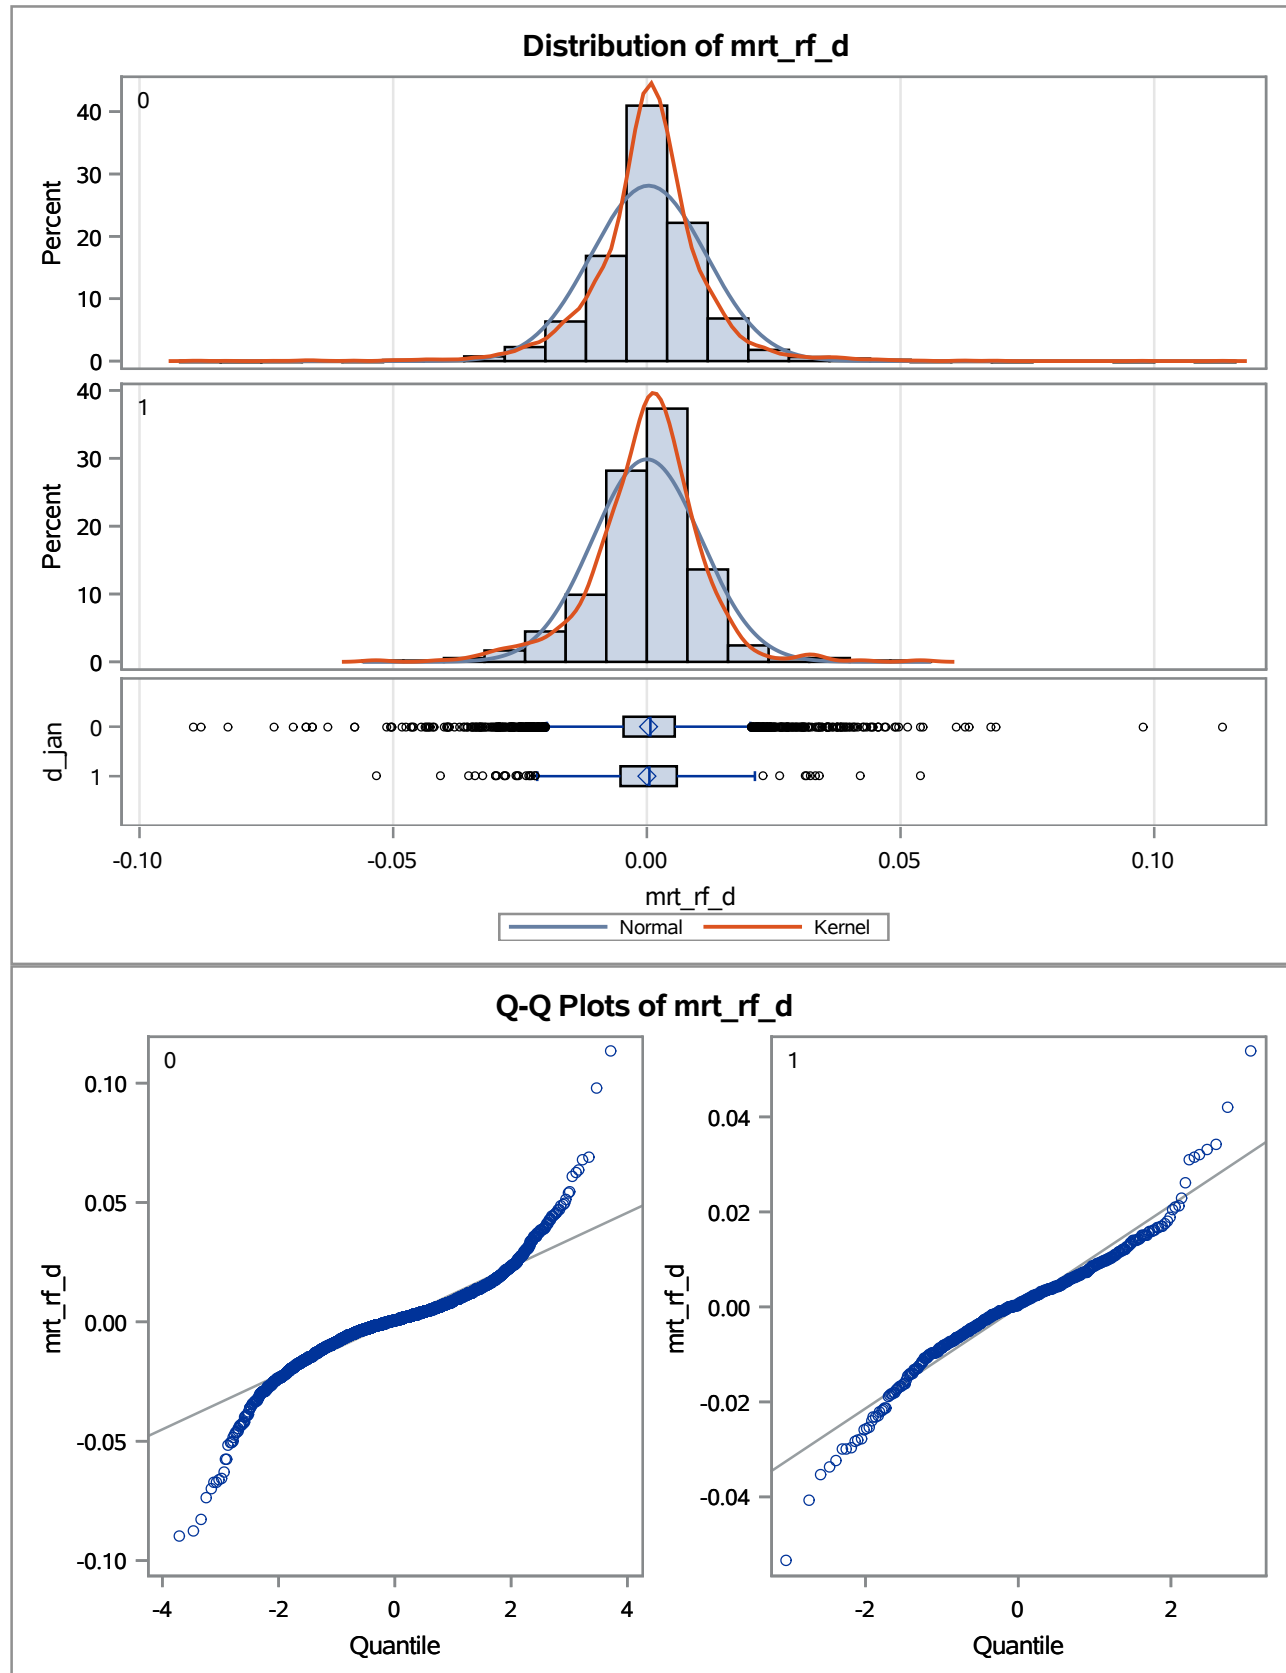 Distribution of mrt_rf_d
0
40
30
20
10
0
Percent
1
40
30
20
10
0
Percent
d_jan
0
1
-0.10 -0.05 0.00 0.05 0.10
mrt_rf_d
Normal Kernel
Q-Q Plots of mrt_rf_d
0
0.10
0.05
0.00
-0.05
-0.10
mrt_rf_d
-4 -2 0 2 4
Quantile
1
0.04
0.02
0.00
-0.02
-0.04
mrt_rf_d
-2 0 2
Quantile